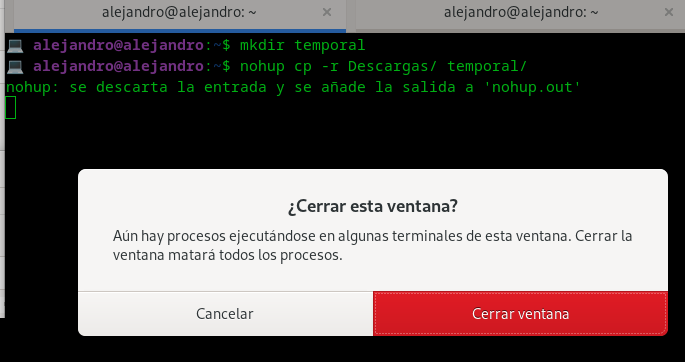 alejandro@alejandro: ~ × alejandro@alejandro: ~ ×
alejandro@alejandro:~$ mkdir temporal
alejandro@alejandro:~$ nohup cp -r Descargas/ temporal/
nohup: se descarta la entrada y se añade la salida a 'nohup.out'
¿Cerrar esta ventana?
Aún hay procesos ejecutándose en algunas terminales de esta ventana. Cerrar la
ventana matará todos los procesos.
Cancelar Cerrar ventana